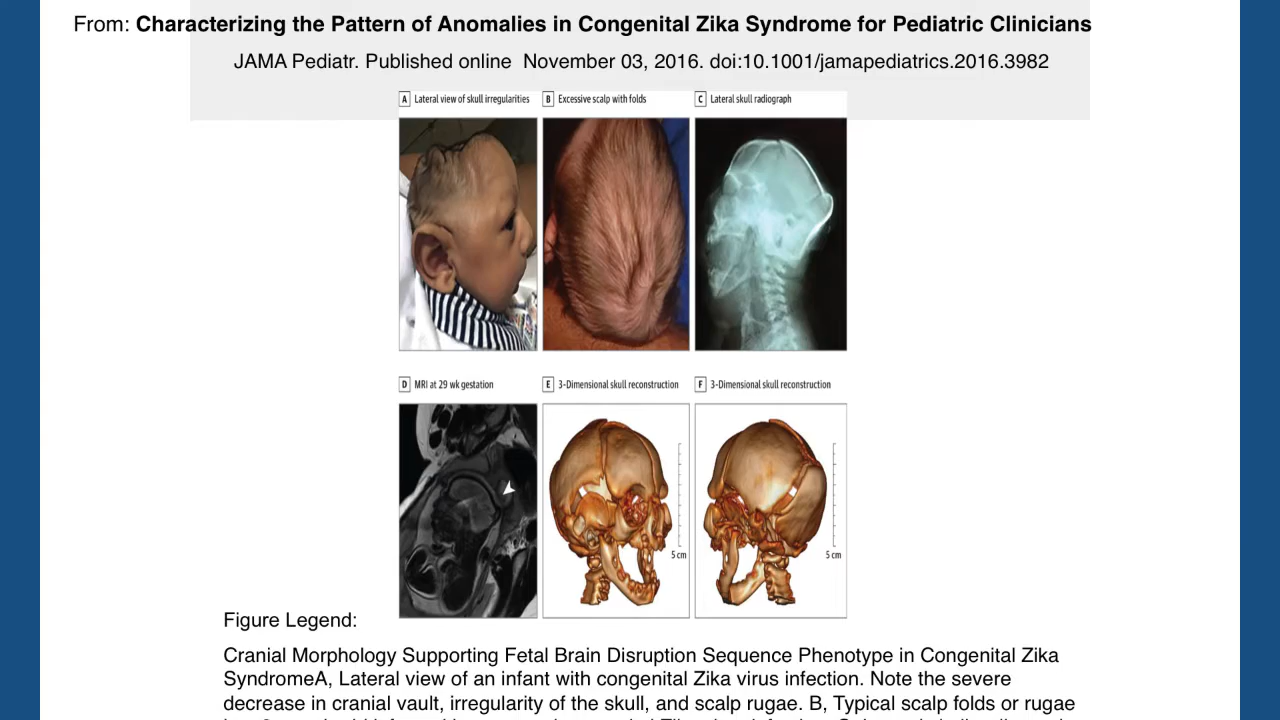 From: Characterizing the Pattern of Anomalies in Congenital Zika Syndrome for Pediatric Clinicians
JAMA Pediatr. Published online  November 03, 2016. doi:10.1001/jamapediatrics.2016.3982
A Lateral view of skull irregularities
B Excessive scalp with folds
C Lateral skull radiograph
D MRI at 29 wk gestation
E 3-Dimensional skull reconstruction
F 3-Dimensional skull reconstruction
5 cm
5 cm
Figure Legend:
Cranial Morphology Supporting Fetal Brain Disruption Sequence Phenotype in Congenital Zika
SyndromeA, Lateral view of an infant with congenital Zika virus infection. Note the severe
decrease in cranial vault, irregularity of the skull, and scalp rugae. B, Typical scalp folds or rugae